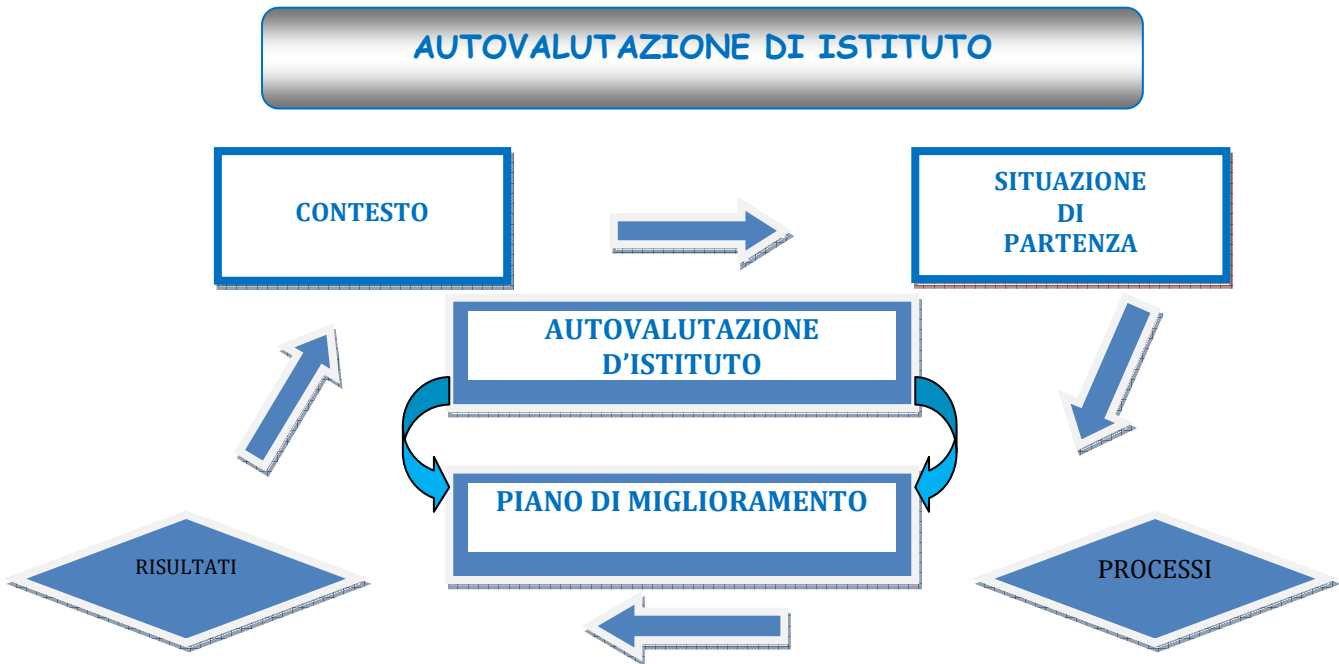 AUTOVALUTAZIONE DI ISTITUTO
CONTESTO
SITUAZIONE
DI
PARTENZA
AUTOVALUTAZIONE
D'ISTITUTO
PIANO DI MIGLIORAMENTO
RISULTATI
PROCESSI